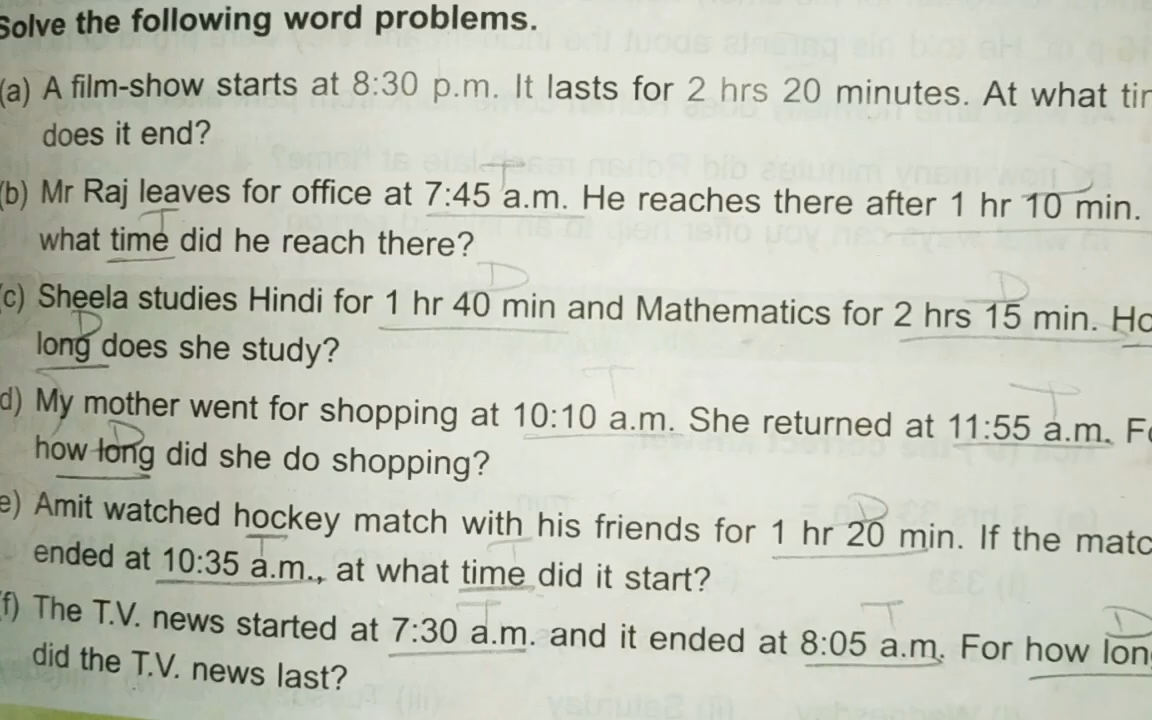 Solve the following word problems.
(a) A film-show starts at 8:30 p.m. It lasts for 2 hrs 20 minutes. At what
does it end?
T
(b) Mr Raj leaves for office at 7:45 a.m. He reaches there after 1 hr 10 min.
T D
what time did he reach there?
D D
(c) Sheela studies Hindi for 1 hr 40 min and Mathematics for 2 hrs 15 min.
D
long does she study?
T T
d) My mother went for shopping at 10:10 a.m. She returned at 11:55 a.m.
D
how long did she do shopping?
D
e) Amit watched hockey match with his friends for 1 hr 20 min. If the
T T
ended at 10:35 a.m., at what time did it start?
T T D
f) The T.V. news started at 7:30 a.m. and it ended at 8:05 a.m. For how
did the T.V. news last?